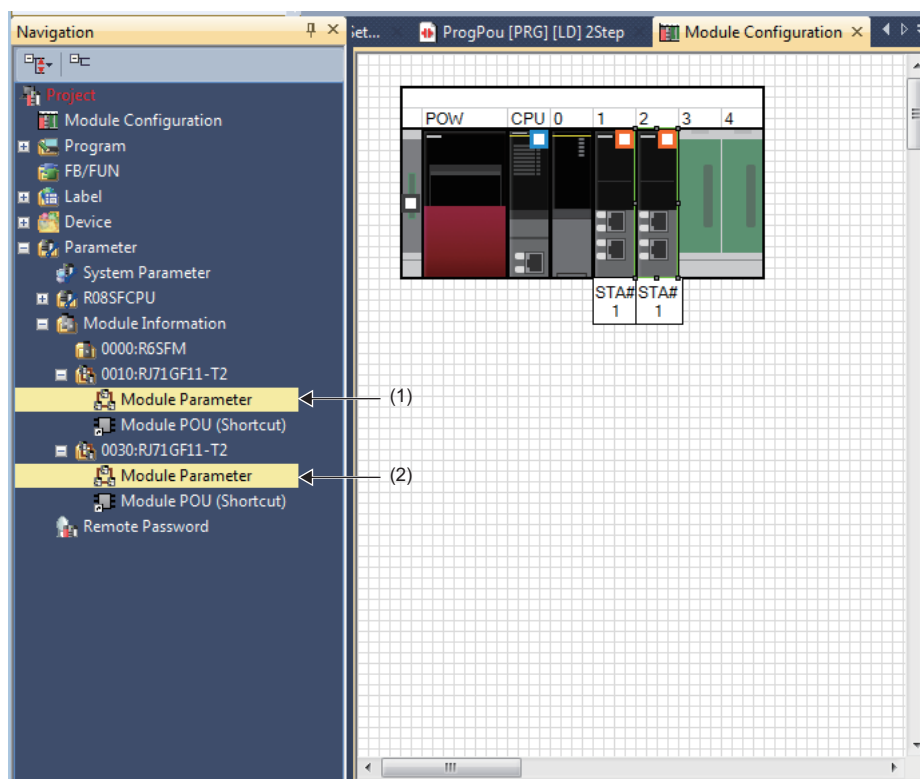 Navigation
Project
Module Configuration
Program
FB/FUN
Label
Device
Parameter
System Parameter
R08SFCPU
Module Information
0000:R6SFM
0010:RJ71GF11-T2
Module Parameter
Module POU (Shortcut)
0030:RJ71GF11-T2
Module Parameter
Module POU (Shortcut)
Remote Password
(1)
(2)
et...
ProgPou [PRG] [LD] 2Step
Module Configuration
POW CPU 0 1 2 3 4
STA# STA#
1 1